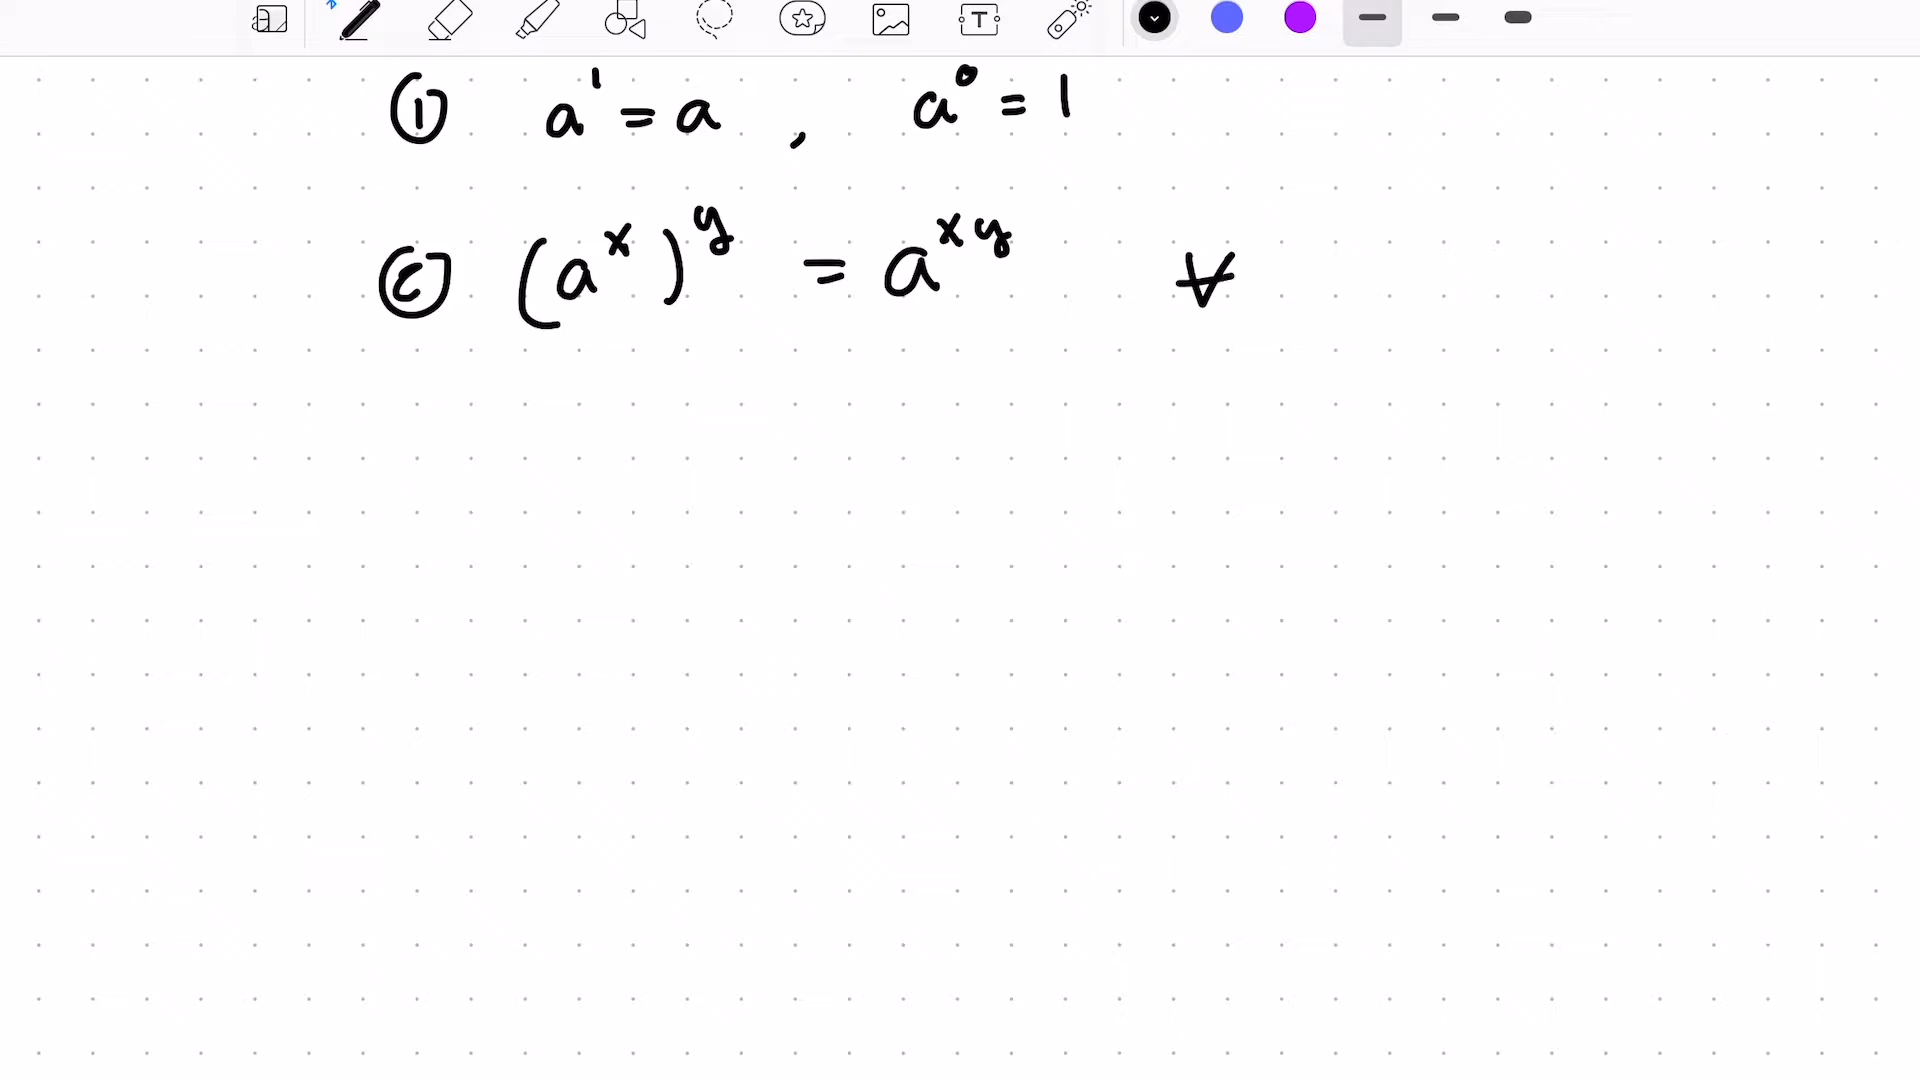 ① a¹ = a , a⁰ = 1
② (aˣ)ʸ = aˣʸ ∀